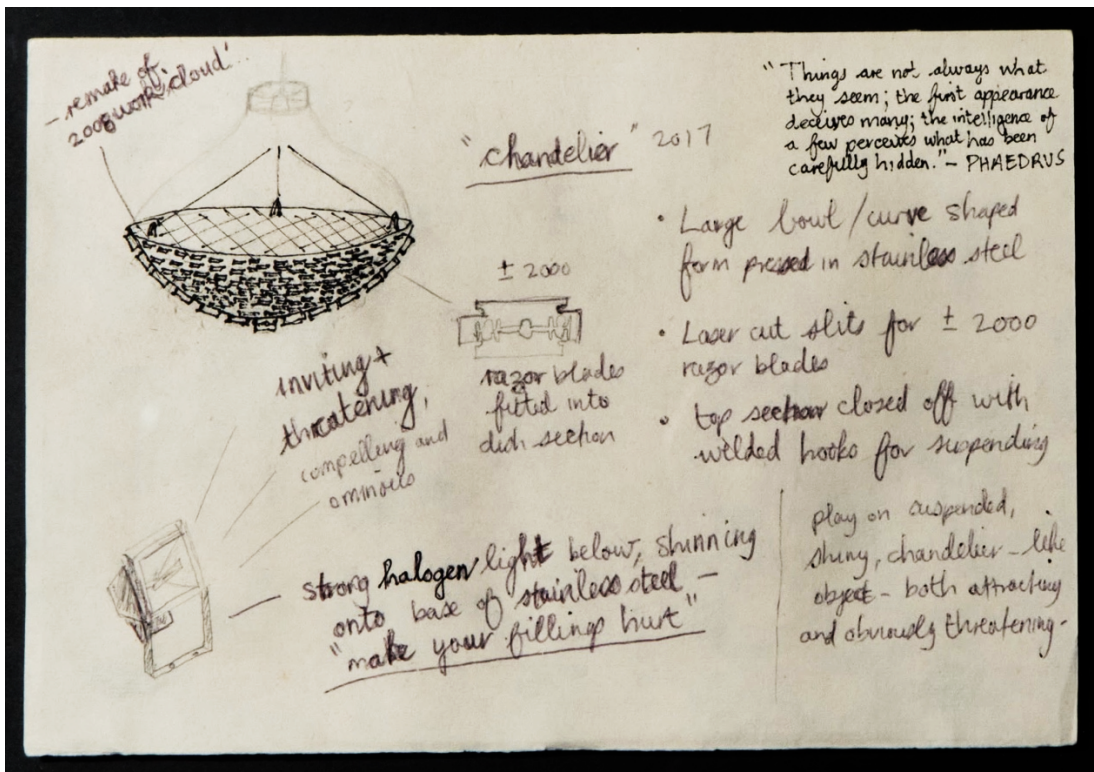 - remake of
2008 work 'cloud'..
"chandelier" 2017
"Things are not always what
they seem; the first appearance
deceives many; the intelligence of
a few perceives what has been
carefully hidden." - PHAEDRUS
• Large bowl/curve shaped
form pressed in stainless steel
• Laser cut slits for ± 2000
razor blades
• top section closed off with
welded hooks for suspending
± 2000
razor blades
fitted into
dish section
inviting +
threatening,
compelling and
ominous
strong halogen light below, shinning
onto base of stainless steel -
"make your fillings hurt"
play on suspended,
shiny, chandelier - like
object - both attracting
and obviously threatening -